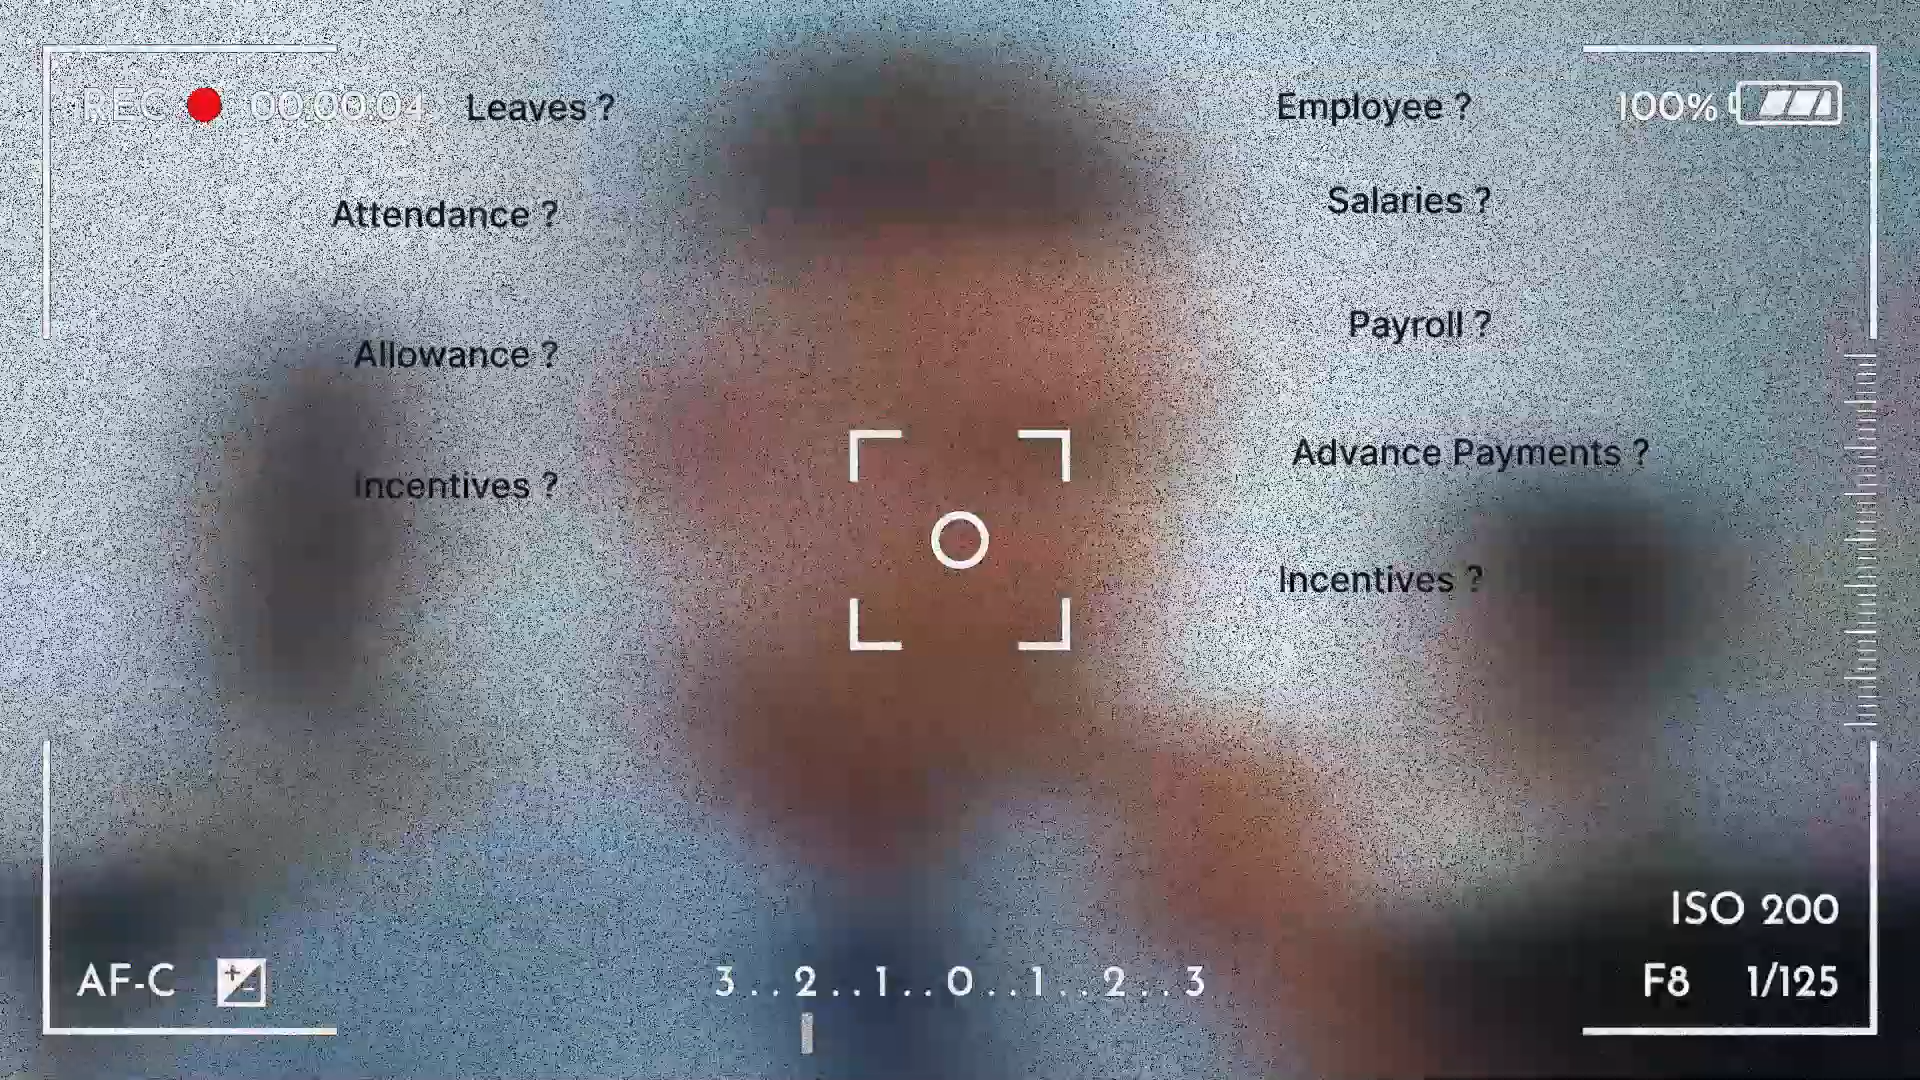 REC 00:00:04
Leaves ?
Employee ?
100%
Attendance ?
Salaries ?
Allowance ?
Payroll ?
Incentives ?
Advance Payments ?
Incentives ?
ISO 200
AF-C
3..2..1..0..1..2..3
F8 1/125